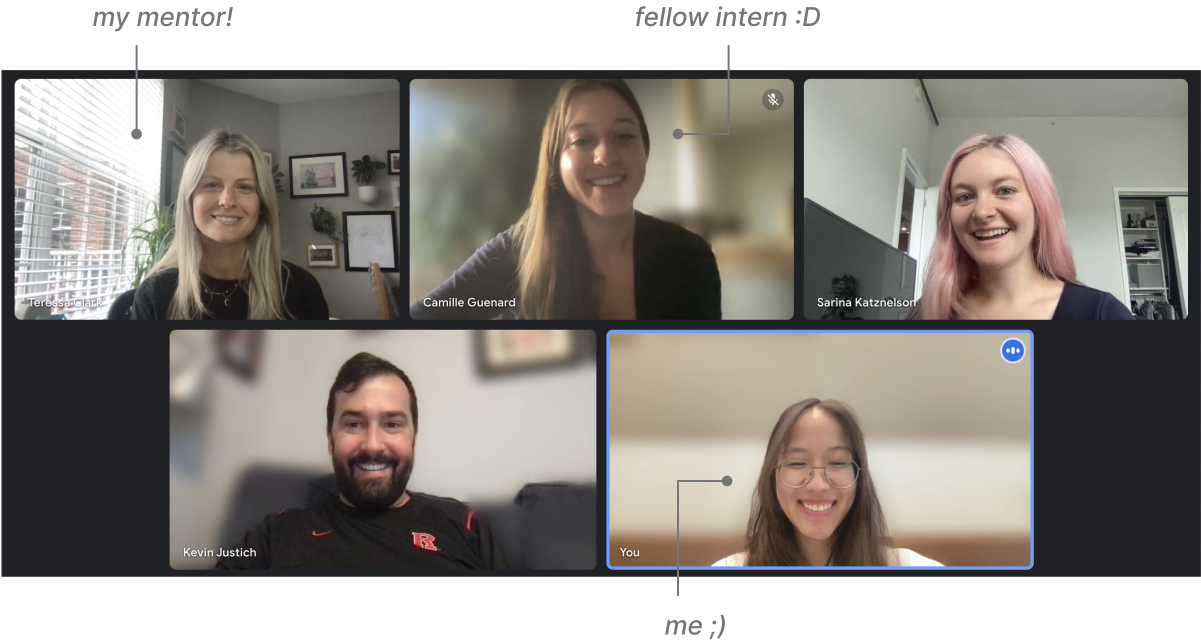 my mentor!
fellow intern :D
Teressa Clark
Camille Guenard
Sarina Katznelson
R
Kevin Justich
You
me ;)